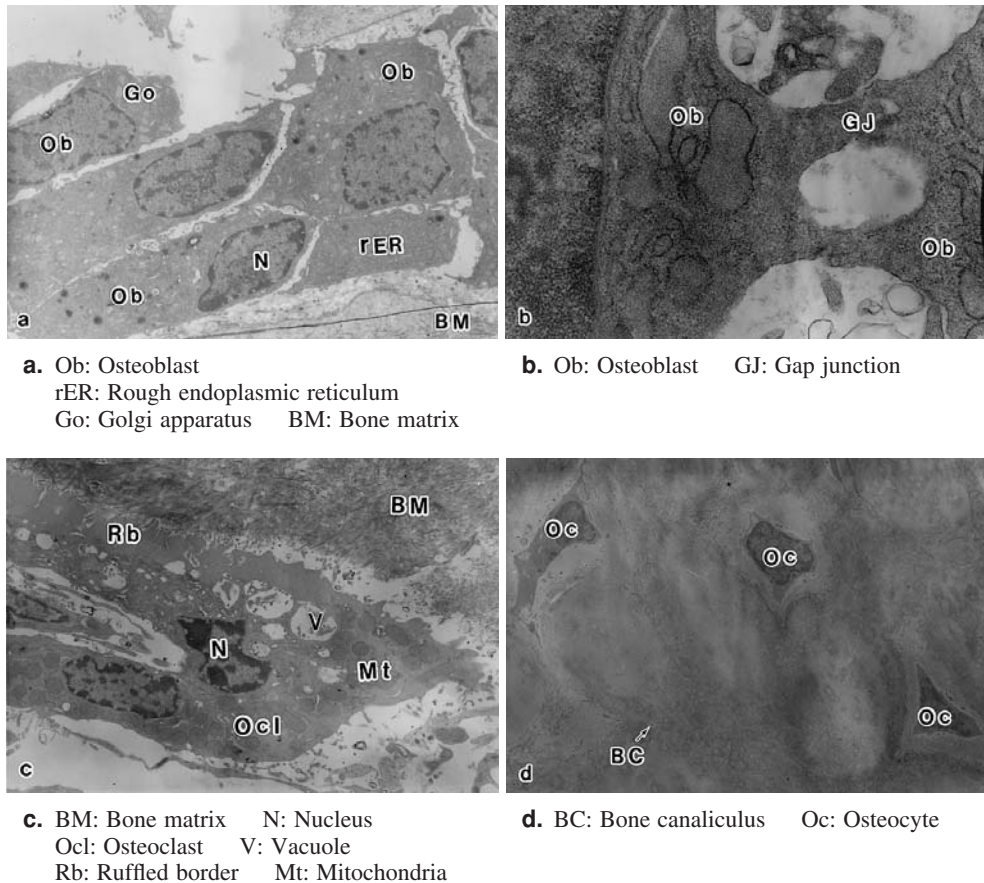 Go
Ob
Ob
N
rER
Ob
BM
a
Ob
GJ
Ob
b
a. Ob: Osteoblast
rER: Rough endoplasmic reticulum
Go: Golgi apparatus BM: Bone matrix
b. Ob: Osteoblast GJ: Gap junction
BM
Rb
V
N
Mt
Ocl
c
Oc
Oc
Oc
BC
d
c. BM: Bone matrix N: Nucleus
Ocl: Osteoclast V: Vacuole
Rb: Ruffled border Mt: Mitochondria
d. BC: Bone canaliculus Oc: Osteocyte